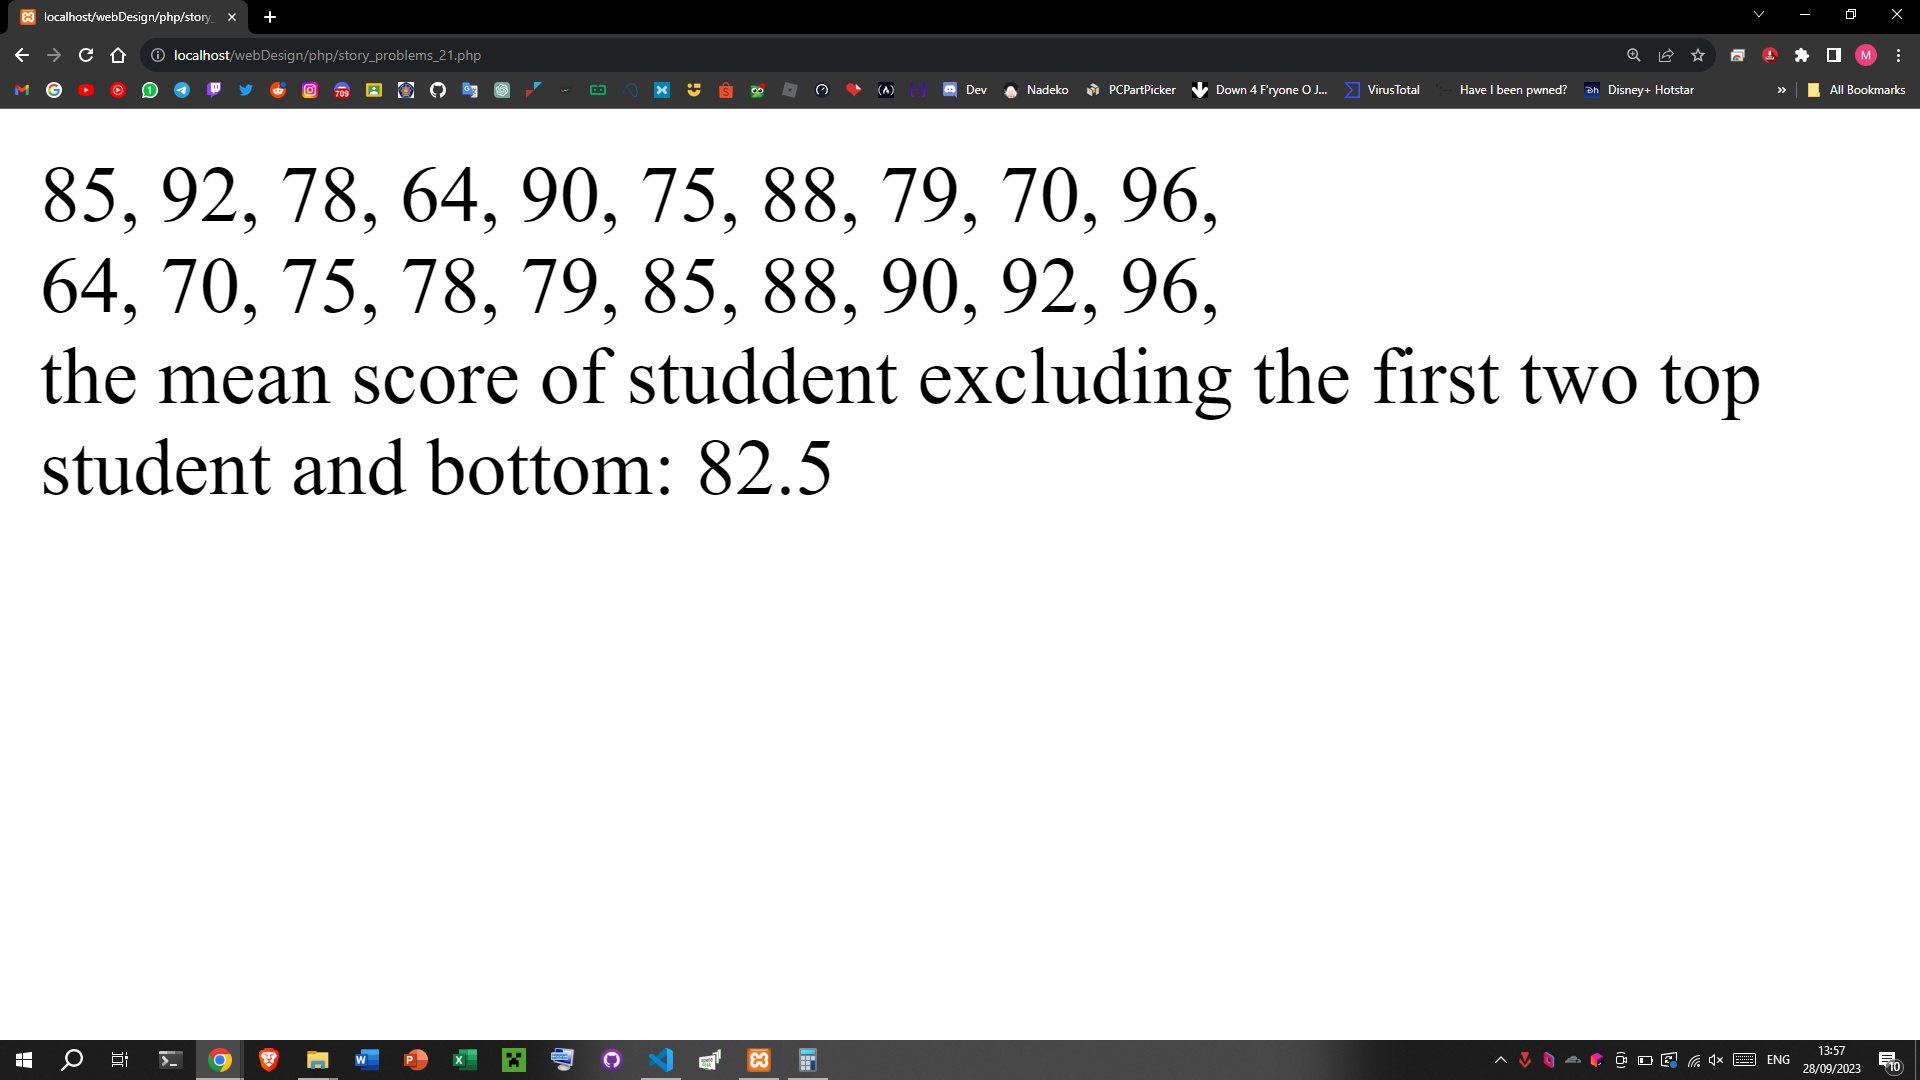 localhost/webDesign/php/story_
localhost/webDesign/php/story_problems_21.php
M
709
Dev
Nadeko
PCPartPicker
Down 4 F'ryone O J...
VirusTotal
Have I been pwned?
Disney+ Hotstar
»
All Bookmarks
85, 92, 78, 64, 90, 75, 88, 79, 70, 96,
64, 70, 75, 78, 79, 85, 88, 90, 92, 96,
the mean score of studdent excluding the first two top
student and bottom: 82.5
ENG
13:57
28/09/2023
10